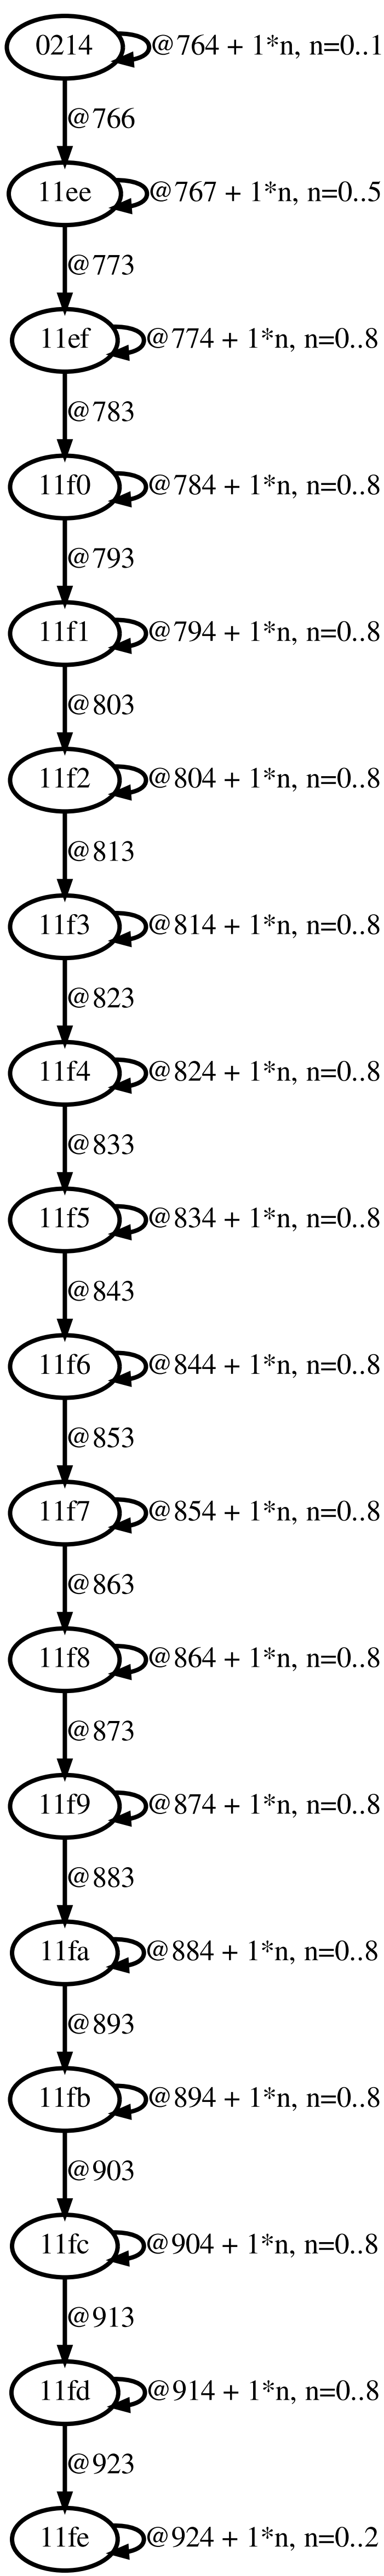 0214 @764 + 1*n, n=0..1
@766
11ee @767 + 1*n, n=0..5
@773
11ef @774 + 1*n, n=0..8
@783
11f0 @784 + 1*n, n=0..8
@793
11f1 @794 + 1*n, n=0..8
@803
11f2 @804 + 1*n, n=0..8
@813
11f3 @814 + 1*n, n=0..8
@823
11f4 @824 + 1*n, n=0..8
@833
11f5 @834 + 1*n, n=0..8
@843
11f6 @844 + 1*n, n=0..8
@853
11f7 @854 + 1*n, n=0..8
@863
11f8 @864 + 1*n, n=0..8
@873
11f9 @874 + 1*n, n=0..8
@883
11fa @884 + 1*n, n=0..8
@893
11fb @894 + 1*n, n=0..8
@903
11fc @904 + 1*n, n=0..8
@913
11fd @914 + 1*n, n=0..8
@923
11fe @924 + 1*n, n=0..2